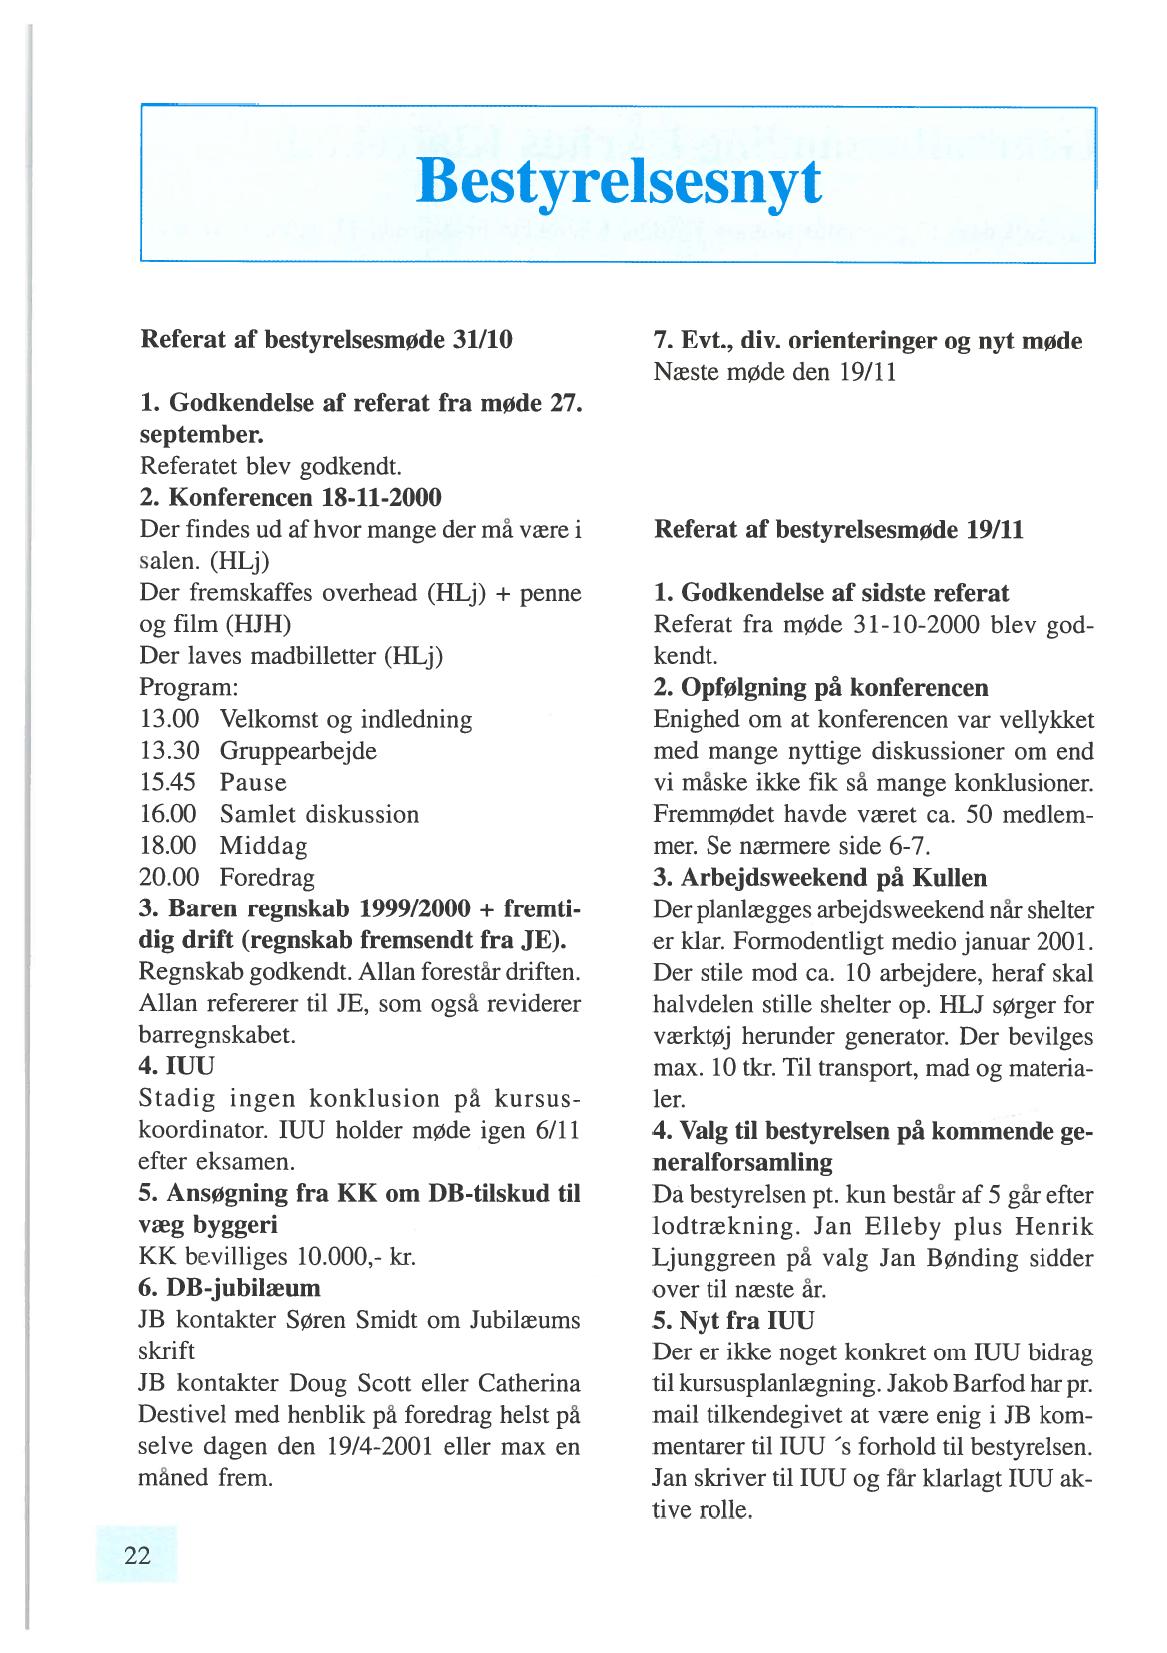 Bestyrelsesnyt
Referat af bestyrelsesmøde 31/10
1. Godkendelse af referat fra møde 27.
september.
Referatet blev godkendt.
2. Konferencen 18-11-2000
Der findes ud af hvor mange der må være i
salen. (HLj)
Der fremskaffes overhead (HLj) + penne
og film (HJH)
Der laves madbilletter (HLj)
Program:
13.00 Velkomst og indledning
13.30 Gruppearbejde
15.45 Pause
16.00 Samlet diskussion
18.00 Middag
20.00 Foredrag
3. Baren regnskab 1999/2000 + fremti-
dig drift (regnskab fremsendt fra JE).
Regnskab godkendt. Allan forestår driften.
Allan refererer til JE, som også reviderer
barregnskabet.
4. IUU
Stadig ingen konklusion på kursus-
koordinator. IUU holder møde igen 6/11
efter eksamen.
5. Ansøgning fra KK om DB-tilskud til
væg byggeri
KK bevilliges 10.000,- kr.
6. DB-jubilæum
JB kontakter Søren Smidt om Jubilæums
skrift
JB kontakter Doug Scott eller Catherina
Destivel med henblik på foredrag helst på
selve dagen den 19/4-2001 eller max en
måned frem.
22
7. Evt., div. orienteringer og nyt møde
Næste møde den 19/11
Referat af bestyrelsesmøde 19/11
1. Godkendelse af sidste referat
Referat fra møde 31-10-2000 blev god-
kendt.
2. Opfølgning på konferencen
Enighed om at konferencen var vellykket
med mange nyttige diskussioner om end
vi måske ikke fik så mange konklusioner.
Fremmødet havde været ca. 50 medlem-
mer. Se nærmere side 6-7.
3. Arbejdsweekend på Kullen
Der planlægges arbejdsweekend når shelter
er klar. Formodentligt medio januar 2001.
Der stile mod ca. 10 arbejdere, heraf skal
halvdelen stille shelter op. HLJ sørger for
værktøj herunder generator. Der bevilges
max. 10 tkr. Til transport, mad og materia-
ler.
4. Valg til bestyrelsen på kommende ge-
neralforsamling
Da bestyrelsen pt. kun består af 5 går efter
lodtrækning. Jan Elleby plus Henrik
Ljunggreen på valg Jan Bønding sidder
over til næste år.
5. Nyt fra IUU
Der er ikke noget konkret om IUU bidrag
til kursusplanlægning. Jakob Barfod har pr.
mail tilkendegivet at være enig i JB kom-
mentarer til IUU ´s forhold til bestyrelsen.
Jan skriver til IUU og får klarlagt IUU ak-
tive rolle.